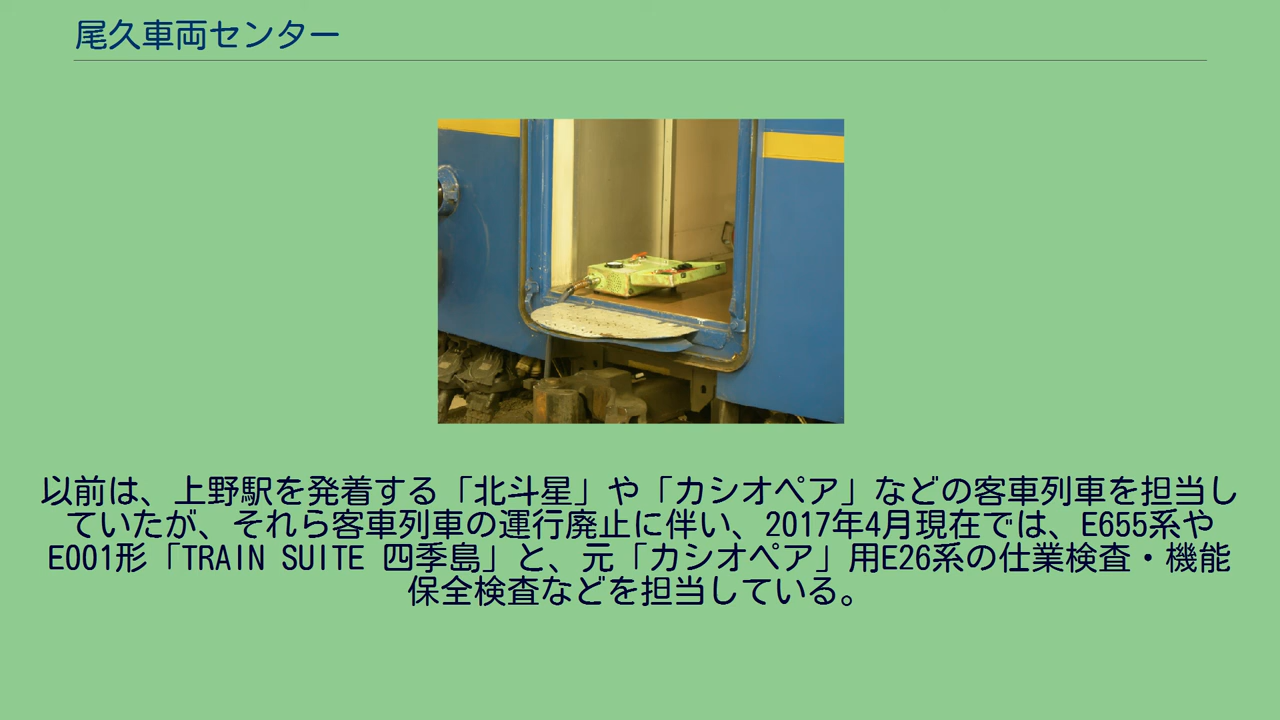 尾久車両センター
以前は、上野駅を発着する「北斗星」や「カシオペア」などの客車列車を担当し
ていたが、それら客車列車の運行廃止に伴い、2017年4月現在では、E655系や
E001形「TRAIN SUITE 四季島」と、元「カシオペア」用E26系の仕業検査・機能
保全検査などを担当している。